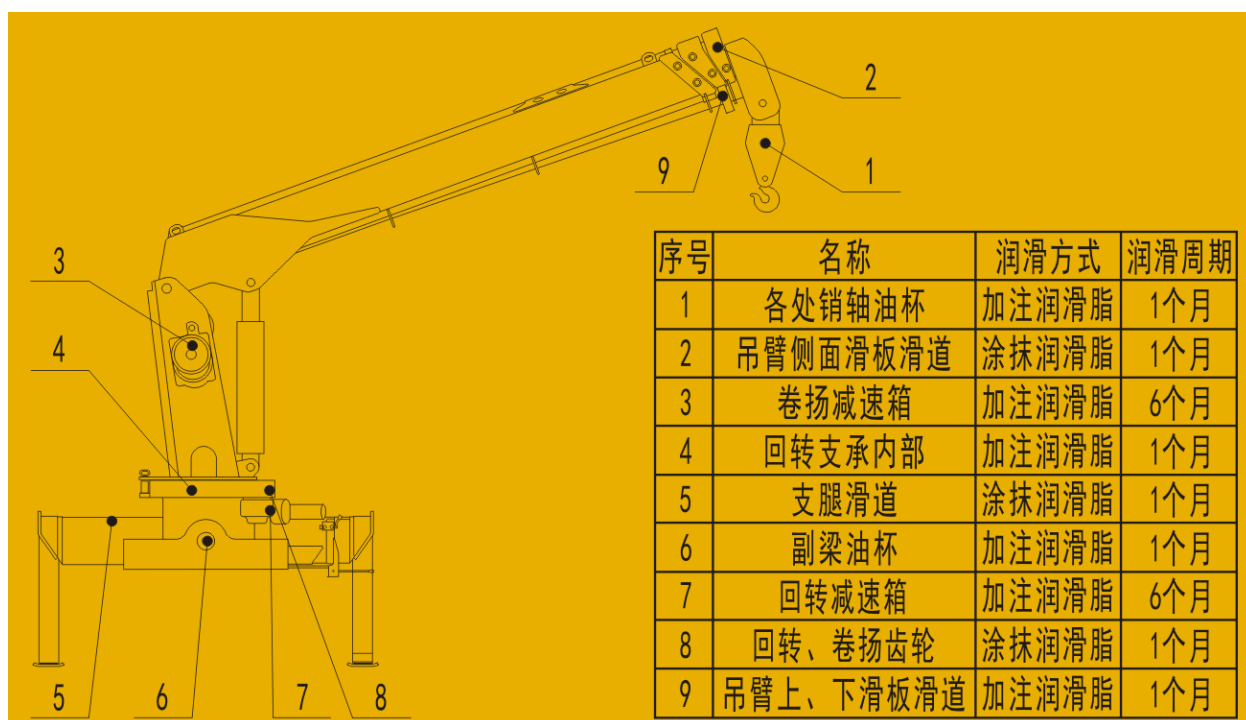 2
9
1
3
4
5
6
7
8
序号 名称 润滑方式 润滑周期
1 各处销轴油杯 加注润滑脂 1个月
2 吊臂侧面滑板滑道 涂抹润滑脂 1个月
3 卷扬减速箱 加注润滑脂 6个月
4 回转支承内部 加注润滑脂 1个月
5 支腿滑道 涂抹润滑脂 1个月
6 副梁油杯 加注润滑脂 1个月
7 回转减速箱 加注润滑脂 6个月
8 回转、卷扬齿轮 涂抹润滑脂 1个月
9 吊臂上、下滑板滑道 加注润滑脂 1个月